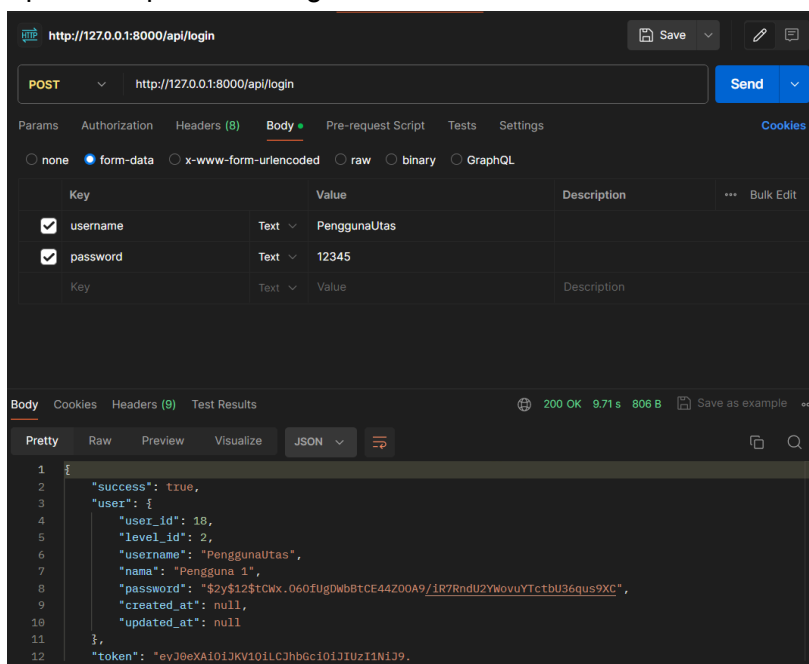 HTTP http://127.0.0.1:8000/api/login Save
POST http://127.0.0.1:8000/api/login Send
Params Authorization Headers (8) Body Pre-request Script Tests Settings Cookies
none form-data x-www-form-urlencoded raw binary GraphQL
Key Value Description Bulk Edit
username Text PenggunaUtas
password Text 12345
Key Text Value Description
Body Cookies Headers (9) Test Results 200 OK 9.71 s 806 B Save as example
Pretty Raw Preview Visualize JSON
1 {
2 "success": true,
3 "user": {
4 "user_id": 18,
5 "level_id": 2,
6 "username": "PenggunaUtas",
7 "nama": "Pengguna 1",
8 "password": "$2y$12$tCWx.O6OfUgDWbBtCE44ZOOA9/iR7RndU2YWovuYTctbU36qus9XC",
9 "created_at": null,
10 "updated_at": null
11 },
12 "token": "eyJ0eXAiOiJKV1QiLCJhbGciOiJIUzI1NiJ9.